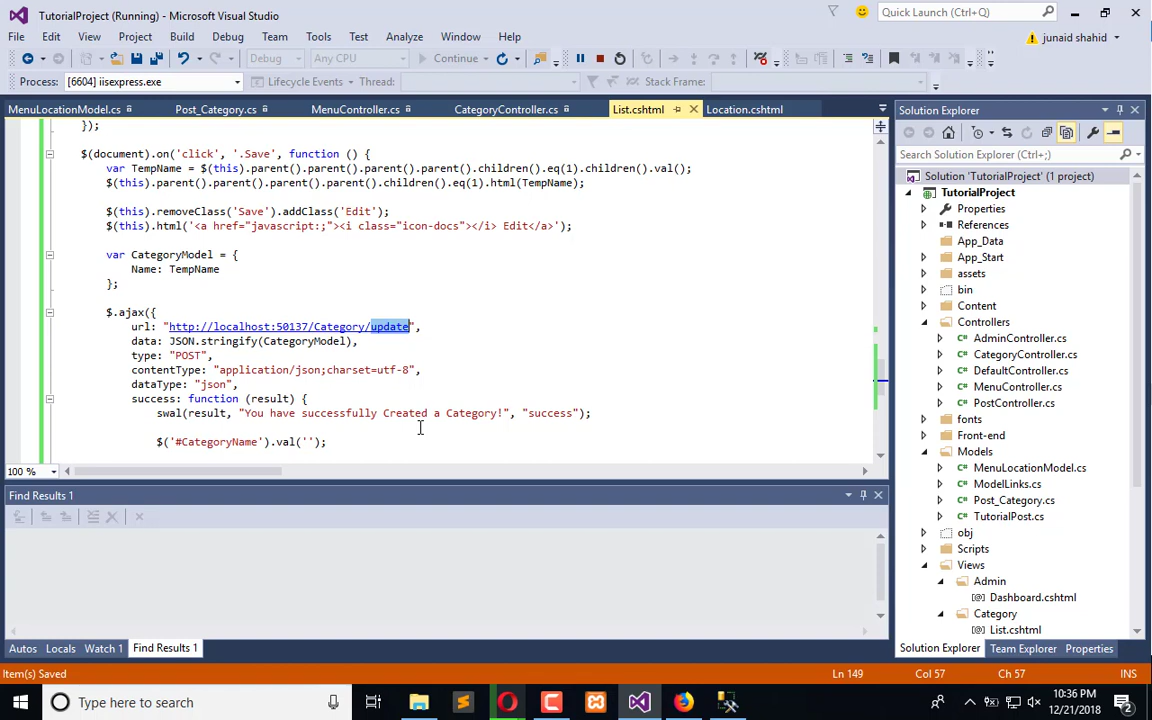 TutorialProject (Running) - Microsoft Visual Studio
Quick Launch (Ctrl+Q)
File Edit View Project Build Debug Team Tools Test Analyze Window Help
junaid shahid
Debug Any CPU Continue
Process: [6604] iisexpress.exe Lifecycle Events Thread: Stack Frame:
MenuLocationModel.cs Post_Category.cs MenuController.cs CategoryController.cs List.cshtml Location.cshtml
});
$(document).on('click', '.Save', function () {
var TempName = $(this).parent().parent().parent().parent().children().eq(1).children().val();
$(this).parent().parent().parent().parent().children().eq(1).html(TempName);
$(this).removeClass('Save').addClass('Edit');
$(this).html('<a href="javascript:;"><i class="icon-docs"></i> Edit</a>');
var CategoryModel = {
Name: TempName
};
$.ajax({
url: "http://localhost:50137/Category/update",
data: JSON.stringify(CategoryModel),
type: "POST",
contentType: "application/json;charset=utf-8",
dataType: "json",
success: function (result) {
swal(result, "You have successfully Created a Category!", "success");
$('#CategoryName').val('');
100 %
Find Results 1
Autos Locals Watch 1 Find Results 1
Solution Explorer
Search Solution Explorer (Ctrl+;)
Solution 'TutorialProject' (1 project)
TutorialProject
Properties
References
App_Data
App_Start
assets
bin
Content
Controllers
AdminController.cs
CategoryController.cs
DefaultController.cs
MenuController.cs
PostController.cs
fonts
Front-end
Models
MenuLocationModel.cs
ModelLinks.cs
Post_Category.cs
TutorialPost.cs
obj
Scripts
Views
Admin
Dashboard.cshtml
Category
List.cshtml
Solution Explorer Team Explorer Properties
Item(s) Saved Ln 149 Col 57 Ch 57 INS
Type here to search
10:36 PM
12/21/2018
2